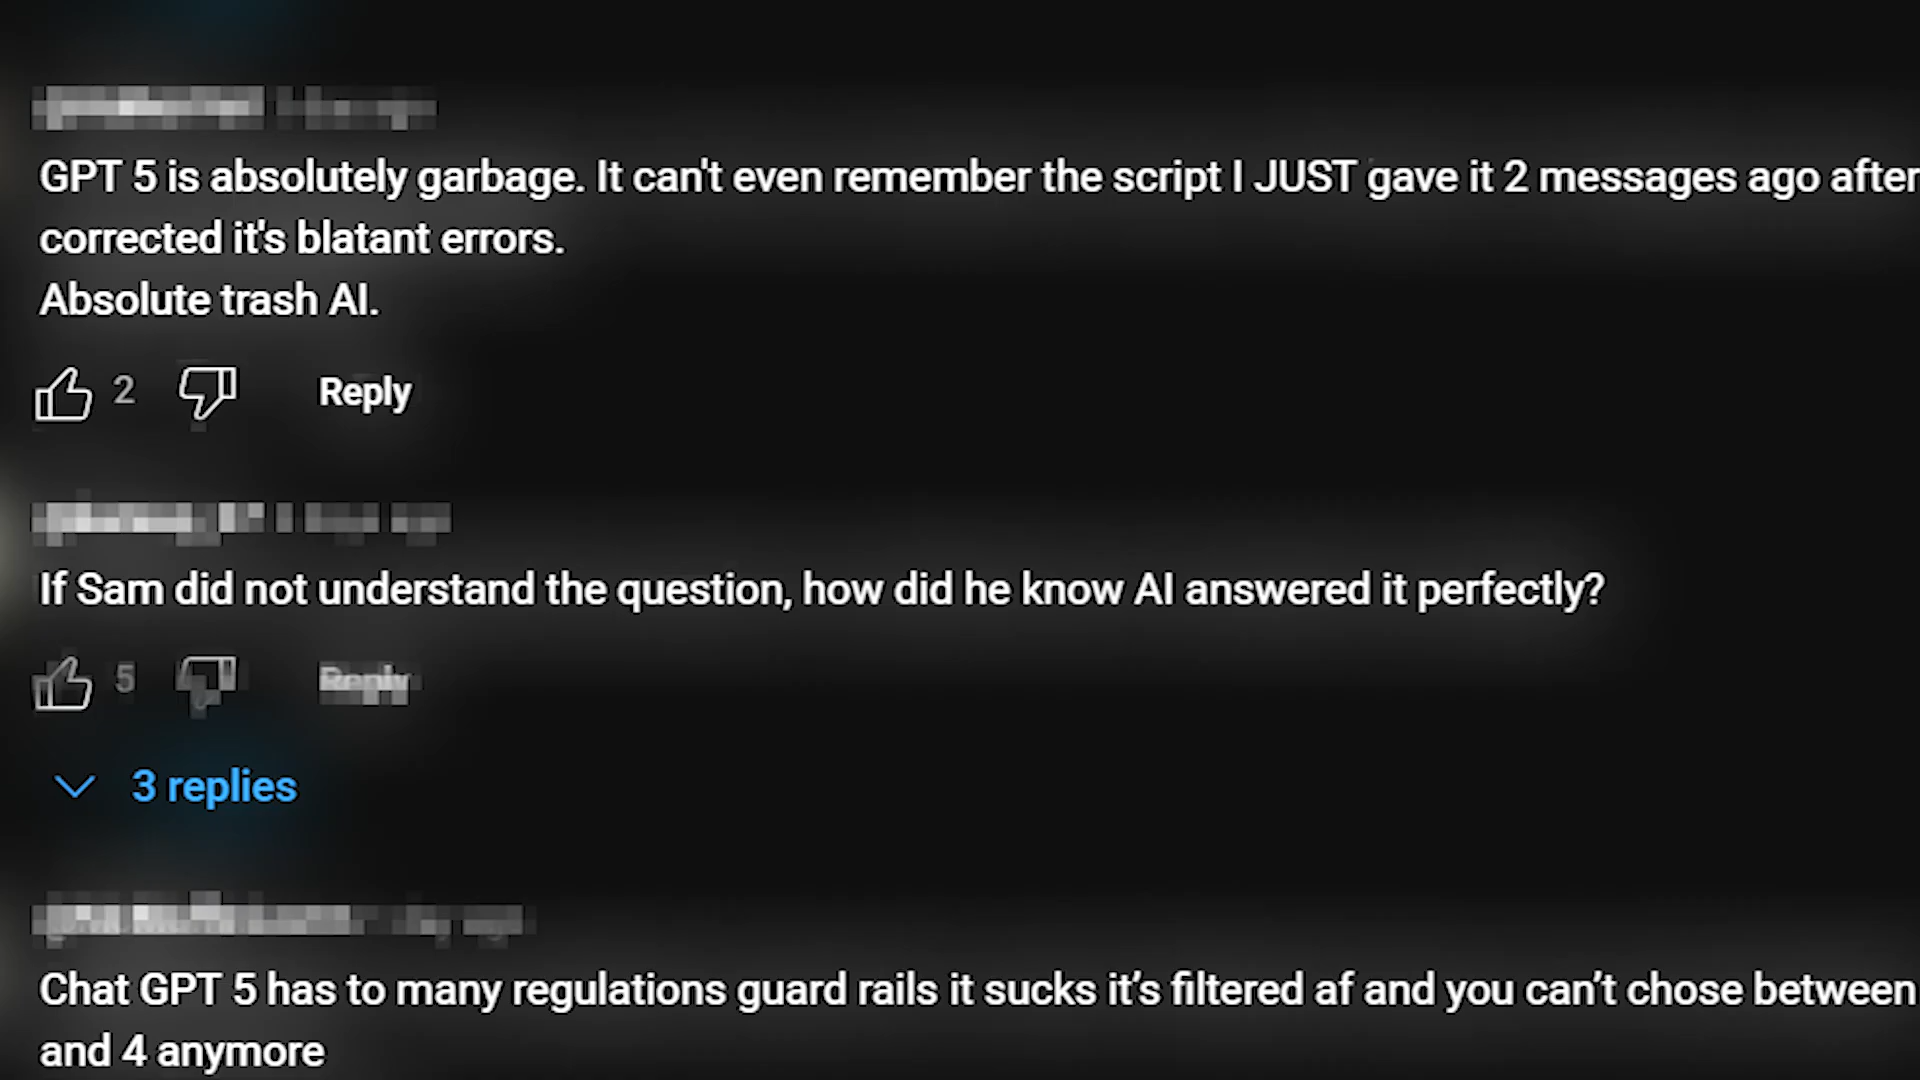 GPT 5 is absolutely garbage. It can't even remember the script I JUST gave it 2 messages ago after
corrected it's blatant errors.
Absolute trash AI.
2 Reply
If Sam did not understand the question, how did he know AI answered it perfectly?
5 Reply
3 replies
Chat GPT 5 has to many regulations guard rails it sucks it’s filtered af and you can’t chose between
and 4 anymore